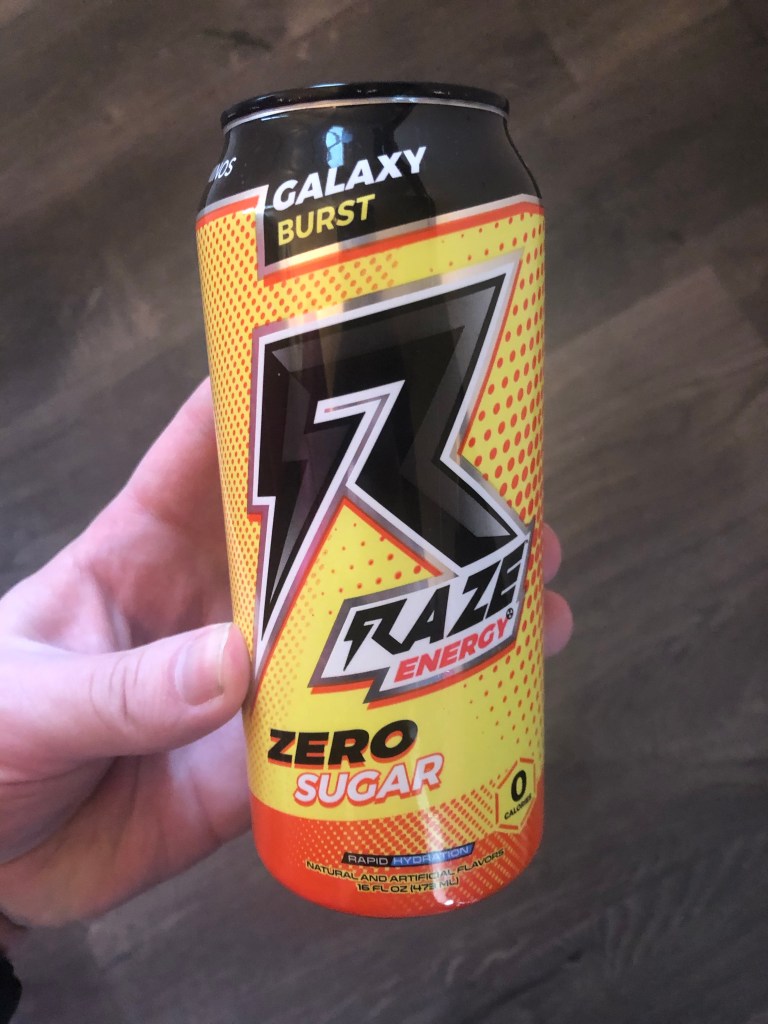 GALAXY
BURST
RAZE
ENERGY
ZERO
SUGAR
0
CALORIES
RAPID HYDRATION
NATURAL AND ARTIFICIAL FLAVORS
16 FL OZ (473 ML)